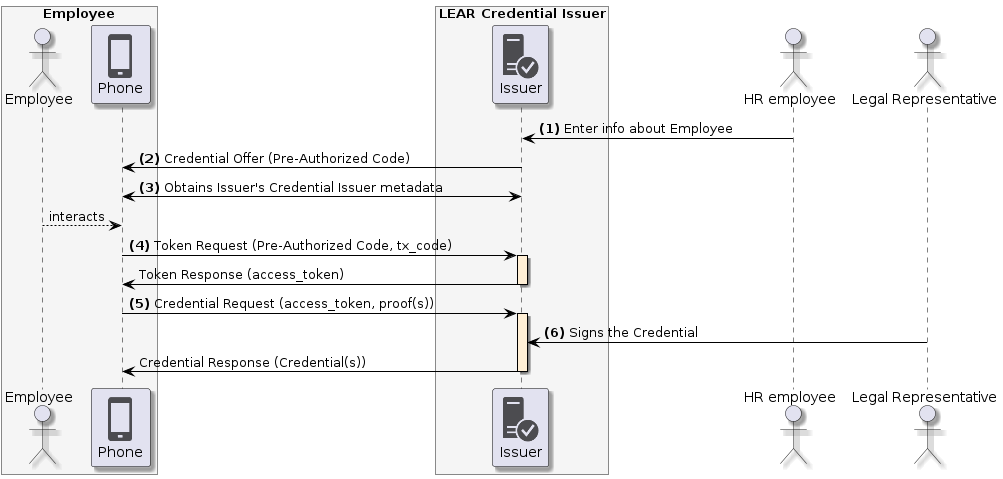 Employee
LEAR Credential Issuer
Employee
Phone
Issuer
HR employee
Legal Representative
(1) Enter info about Employee
(2) Credential Offer (Pre-Authorized Code)
(3) Obtains Issuer's Credential Issuer metadata
interacts
(4) Token Request (Pre-Authorized Code, tx_code)
Token Response (access_token)
(5) Credential Request (access_token, proof(s))
(6) Signs the Credential
Credential Response (Credential(s))
Employee
Phone
Issuer
HR employee
Legal Representative